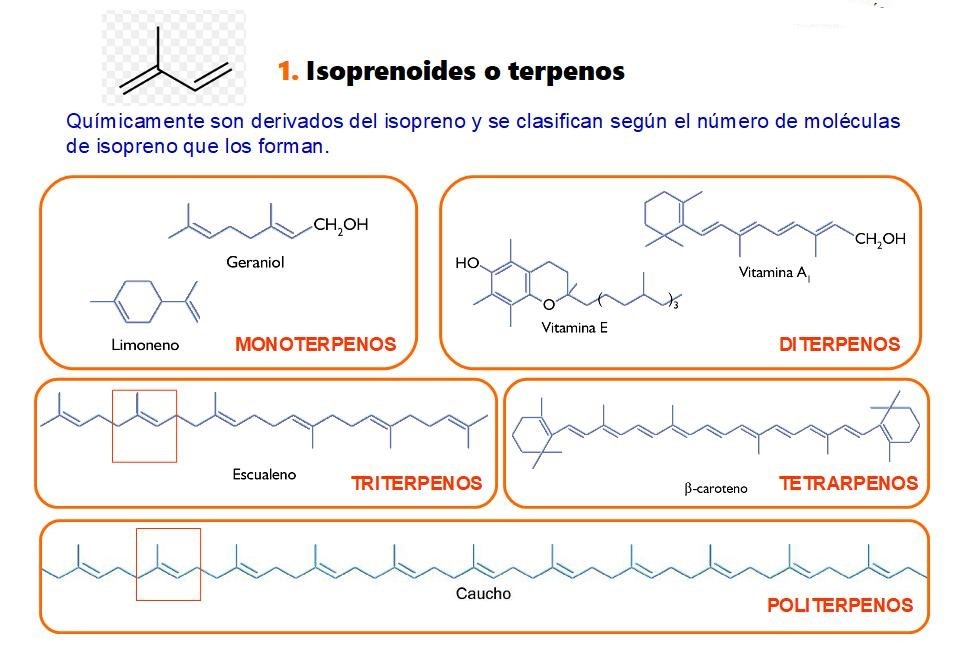 1. Isoprenoides o terpenos
Químicamente son derivados del isopreno y se clasifican según el número de moléculas
de isopreno que los forman.
CH2OH
Geraniol
Limoneno
MONOTERPENOS
CH2OH
Vitamina A1
HO
O
3
Vitamina E
DITERPENOS
Escualeno
TRITERPENOS
β-caroteno
TETRARPENOS
Caucho
POLITERPENOS